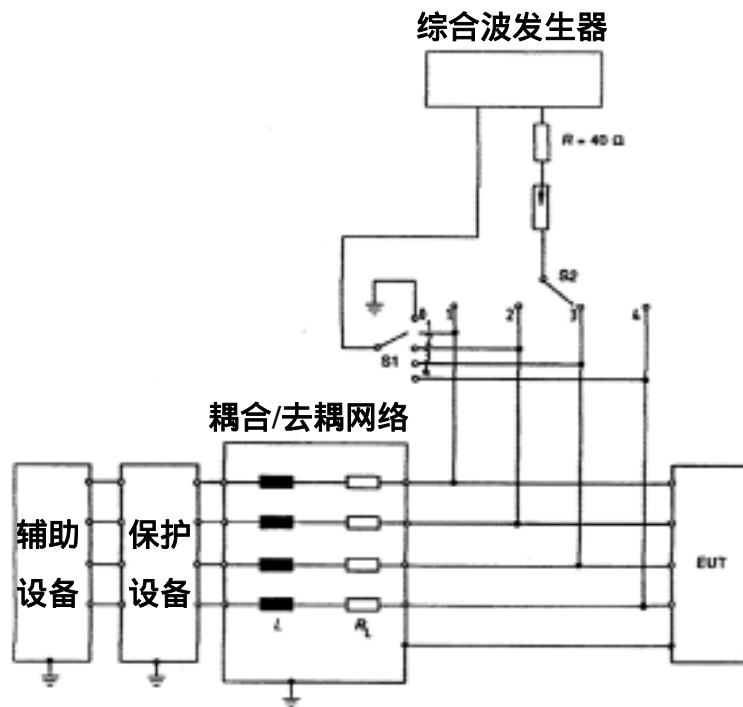 综合波发生器
R = 40 Ω
S2
0 1 2 3 4
S1
耦合/去耦网络
辅助
设备
保护
设备
EUT
L
RL